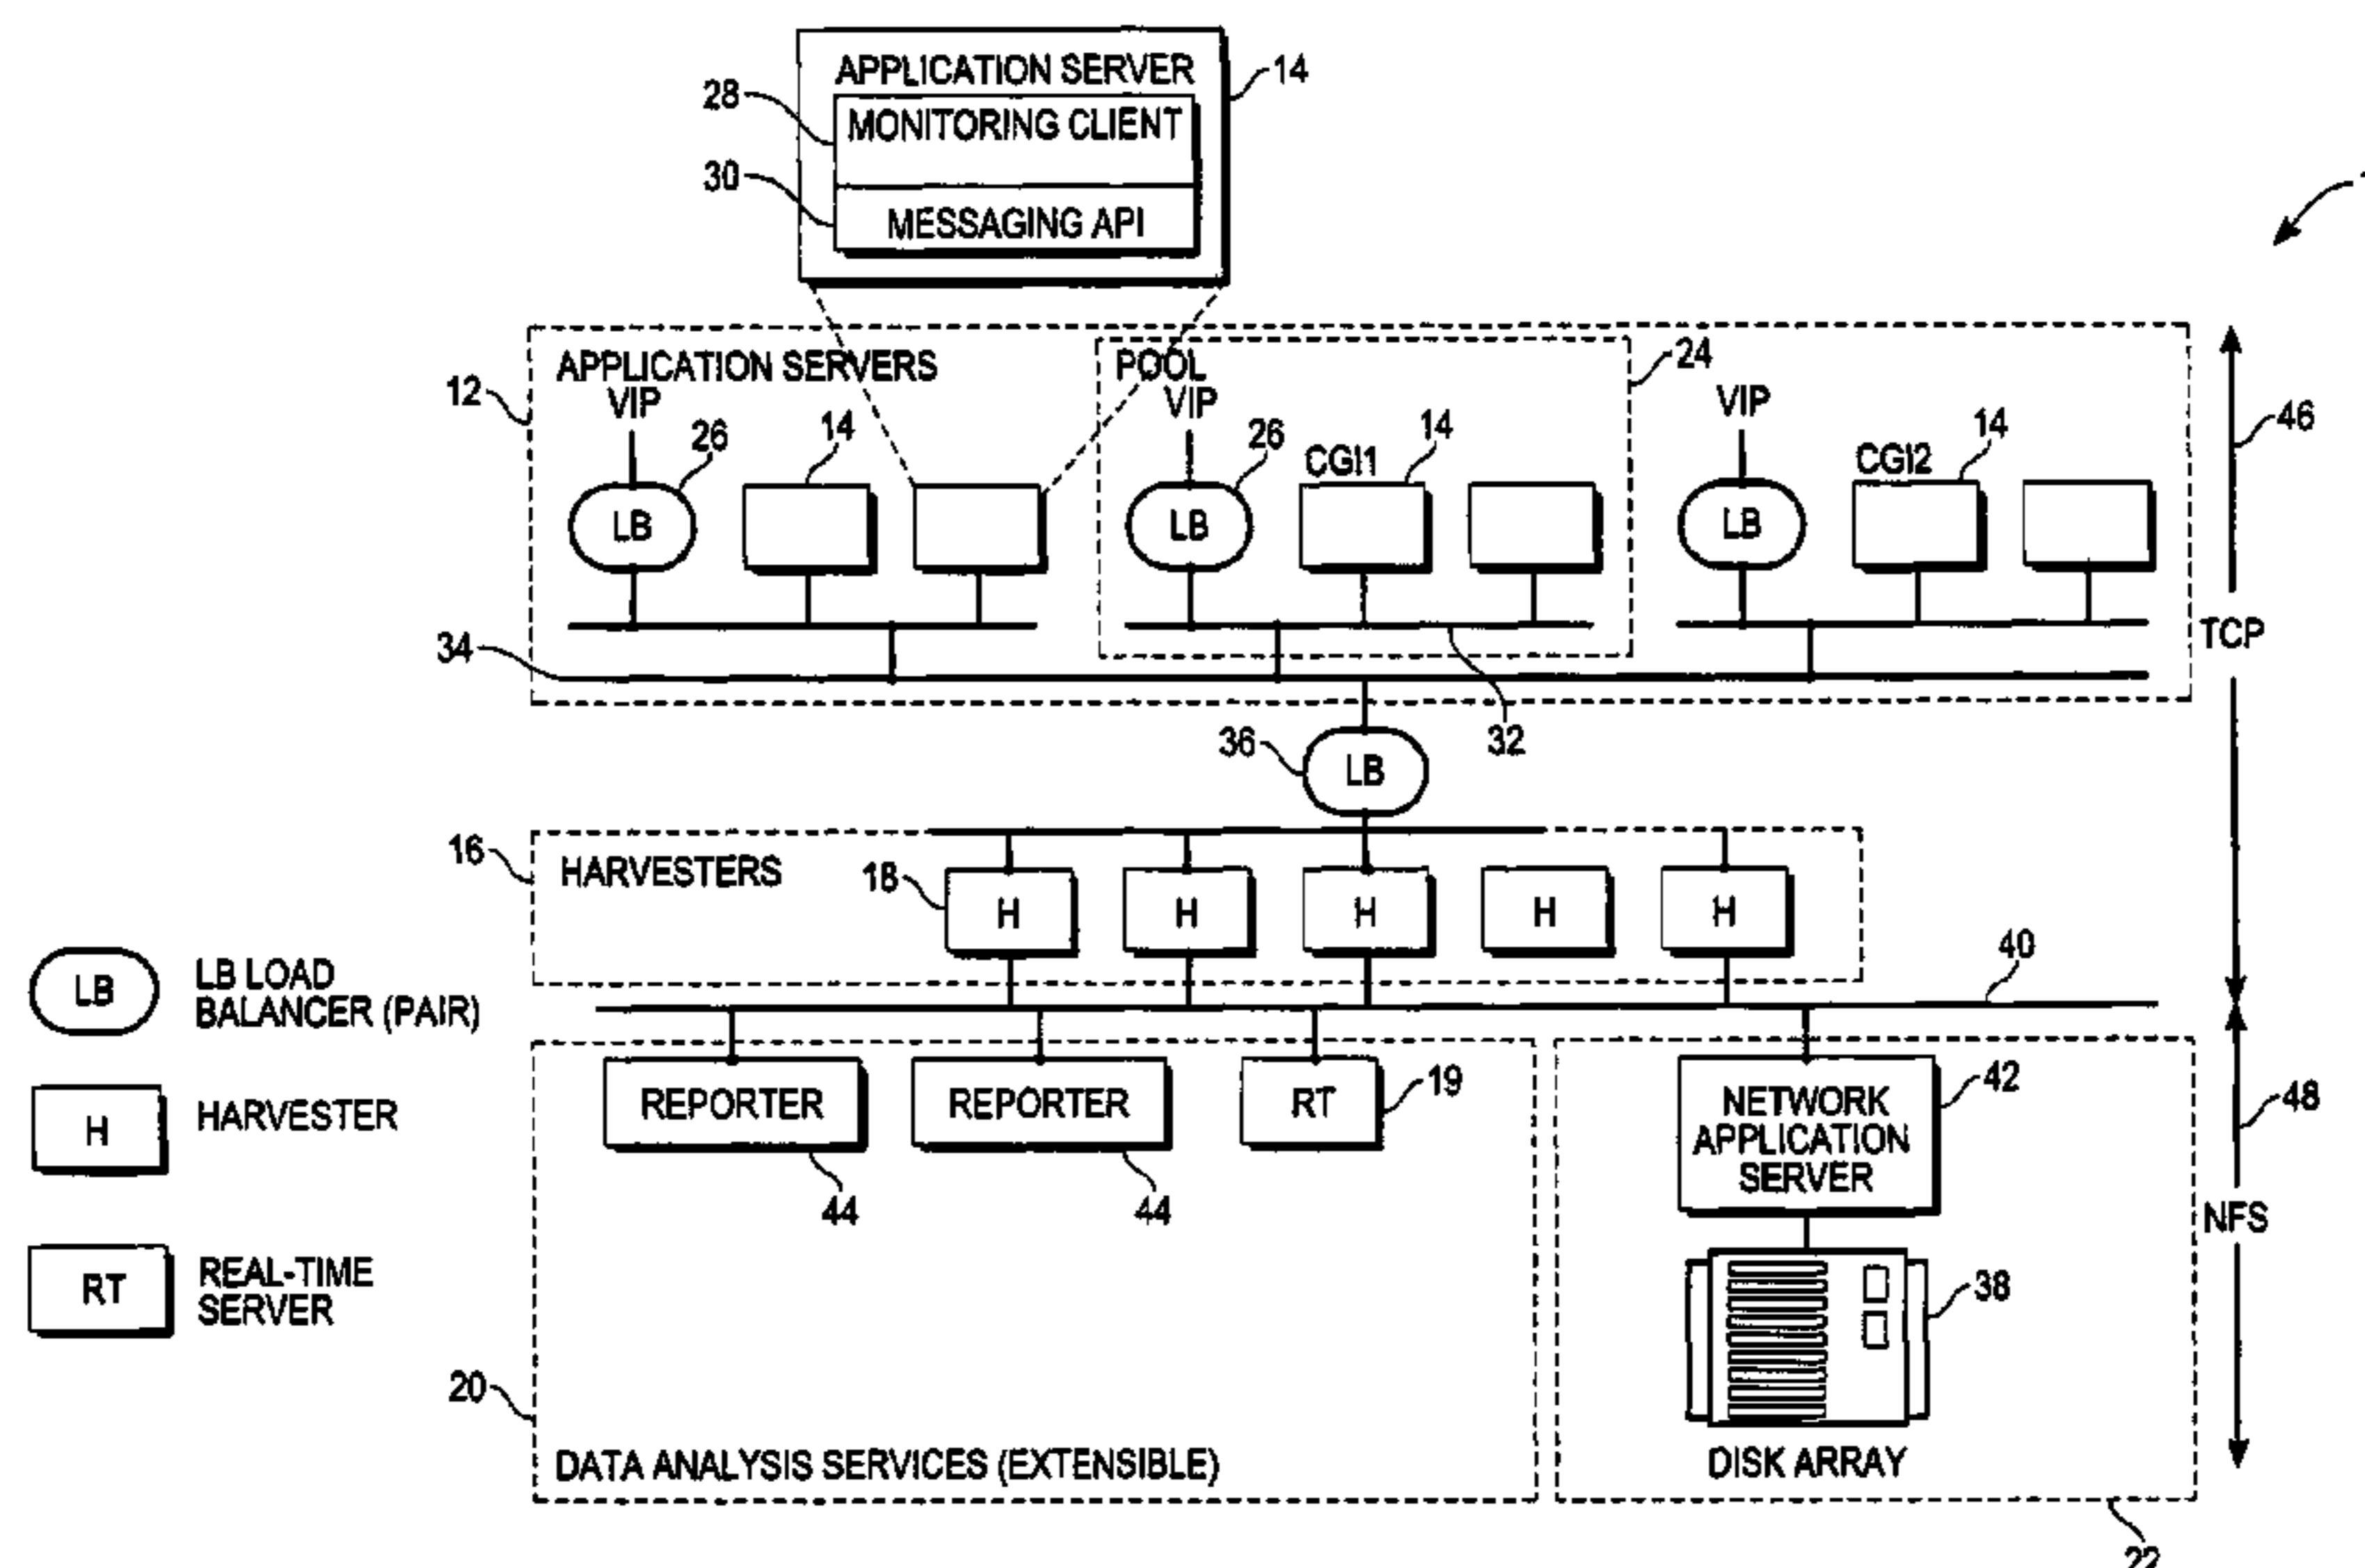 APPLICATION SERVER
14
28
MONITORING CLIENT
30
MESSAGING API
APPLICATION SERVERS
POOL
24
12
VIP
VIP
VIP
46
26
14
26
CGI1
14
CGI2
14
LB
LB
LB
34
TCP
32
36
LB
16
HARVESTERS
18
H
H
H
H
H
40
LB
LB LOAD
BALANCER (PAIR)
H
HARVESTER
RT
REAL-TIME
SERVER
REPORTER
REPORTER
RT
19
44
44
NETWORK
APPLICATION
SERVER
42
48
NFS
38
20
DATA ANALYSIS SERVICES (EXTENSIBLE)
DISK ARRAY
22